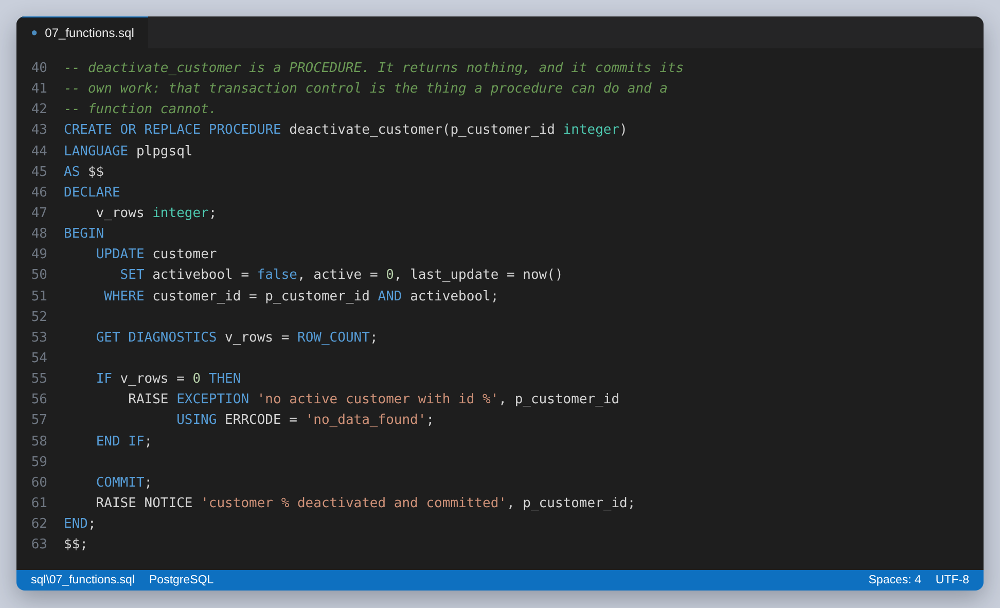 07_functions.sql
40 -- deactivate_customer is a PROCEDURE. It returns nothing, and it commits its
41 -- own work: that transaction control is the thing a procedure can do and a
42 -- function cannot.
43 CREATE OR REPLACE PROCEDURE deactivate_customer(p_customer_id integer)
44 LANGUAGE plpgsql
45 AS $$
46 DECLARE
47     v_rows integer;
48 BEGIN
49     UPDATE customer
50        SET activebool = false, active = 0, last_update = now()
51      WHERE customer_id = p_customer_id AND activebool;
52
53     GET DIAGNOSTICS v_rows = ROW_COUNT;
54
55     IF v_rows = 0 THEN
56         RAISE EXCEPTION 'no active customer with id %', p_customer_id
57               USING ERRCODE = 'no_data_found';
58     END IF;
59
60     COMMIT;
61     RAISE NOTICE 'customer % deactivated and committed', p_customer_id;
62 END;
63 $$;
sql\07_functions.sql PostgreSQL Spaces: 4 UTF-8